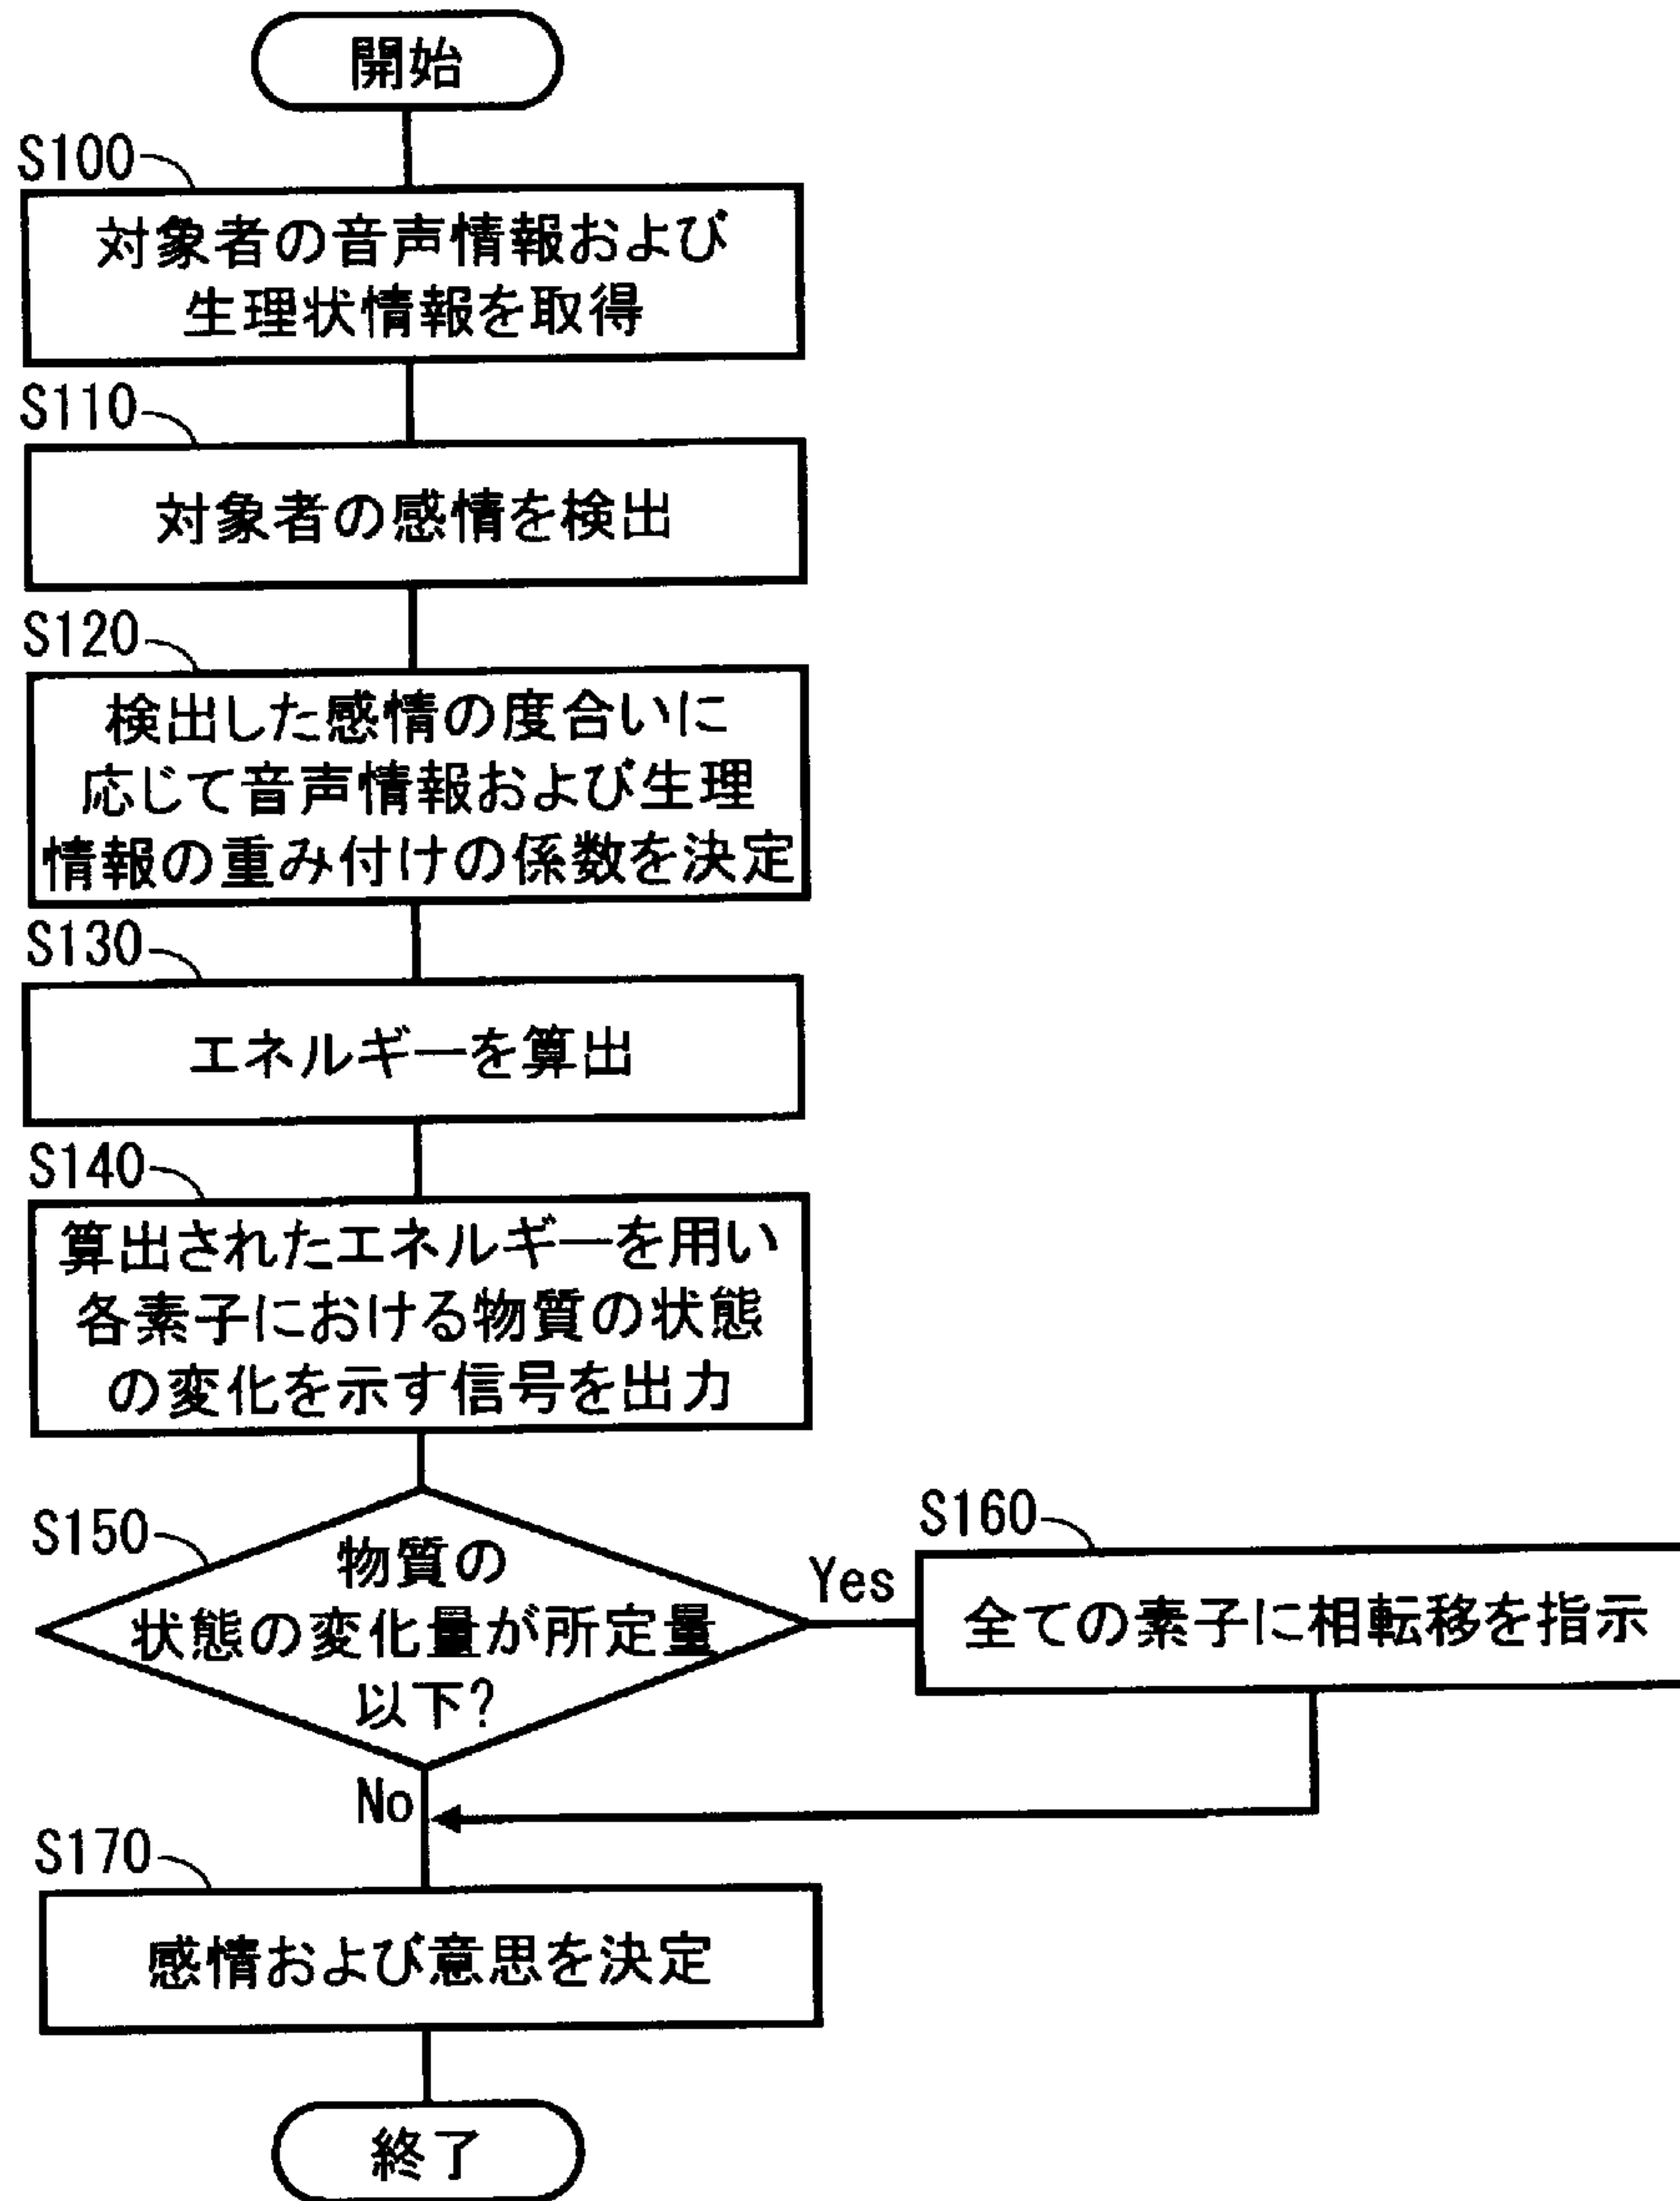 開始
S100
対象者の音声情報および
生理状情報を取得
S110
対象者の感情を検出
S120
検出した感情の度合いに
応じて音声情報および生理
情報の重み付けの係数を決定
S130
エネルギーを算出
S140
算出されたエネルギーを用い
各素子における物質の状態
の変化を示す信号を出力
S150
物質の
状態の変化量が所定量
以下?
Yes
S160
全ての素子に相転移を指示
No
S170
感情および意思を決定
終了